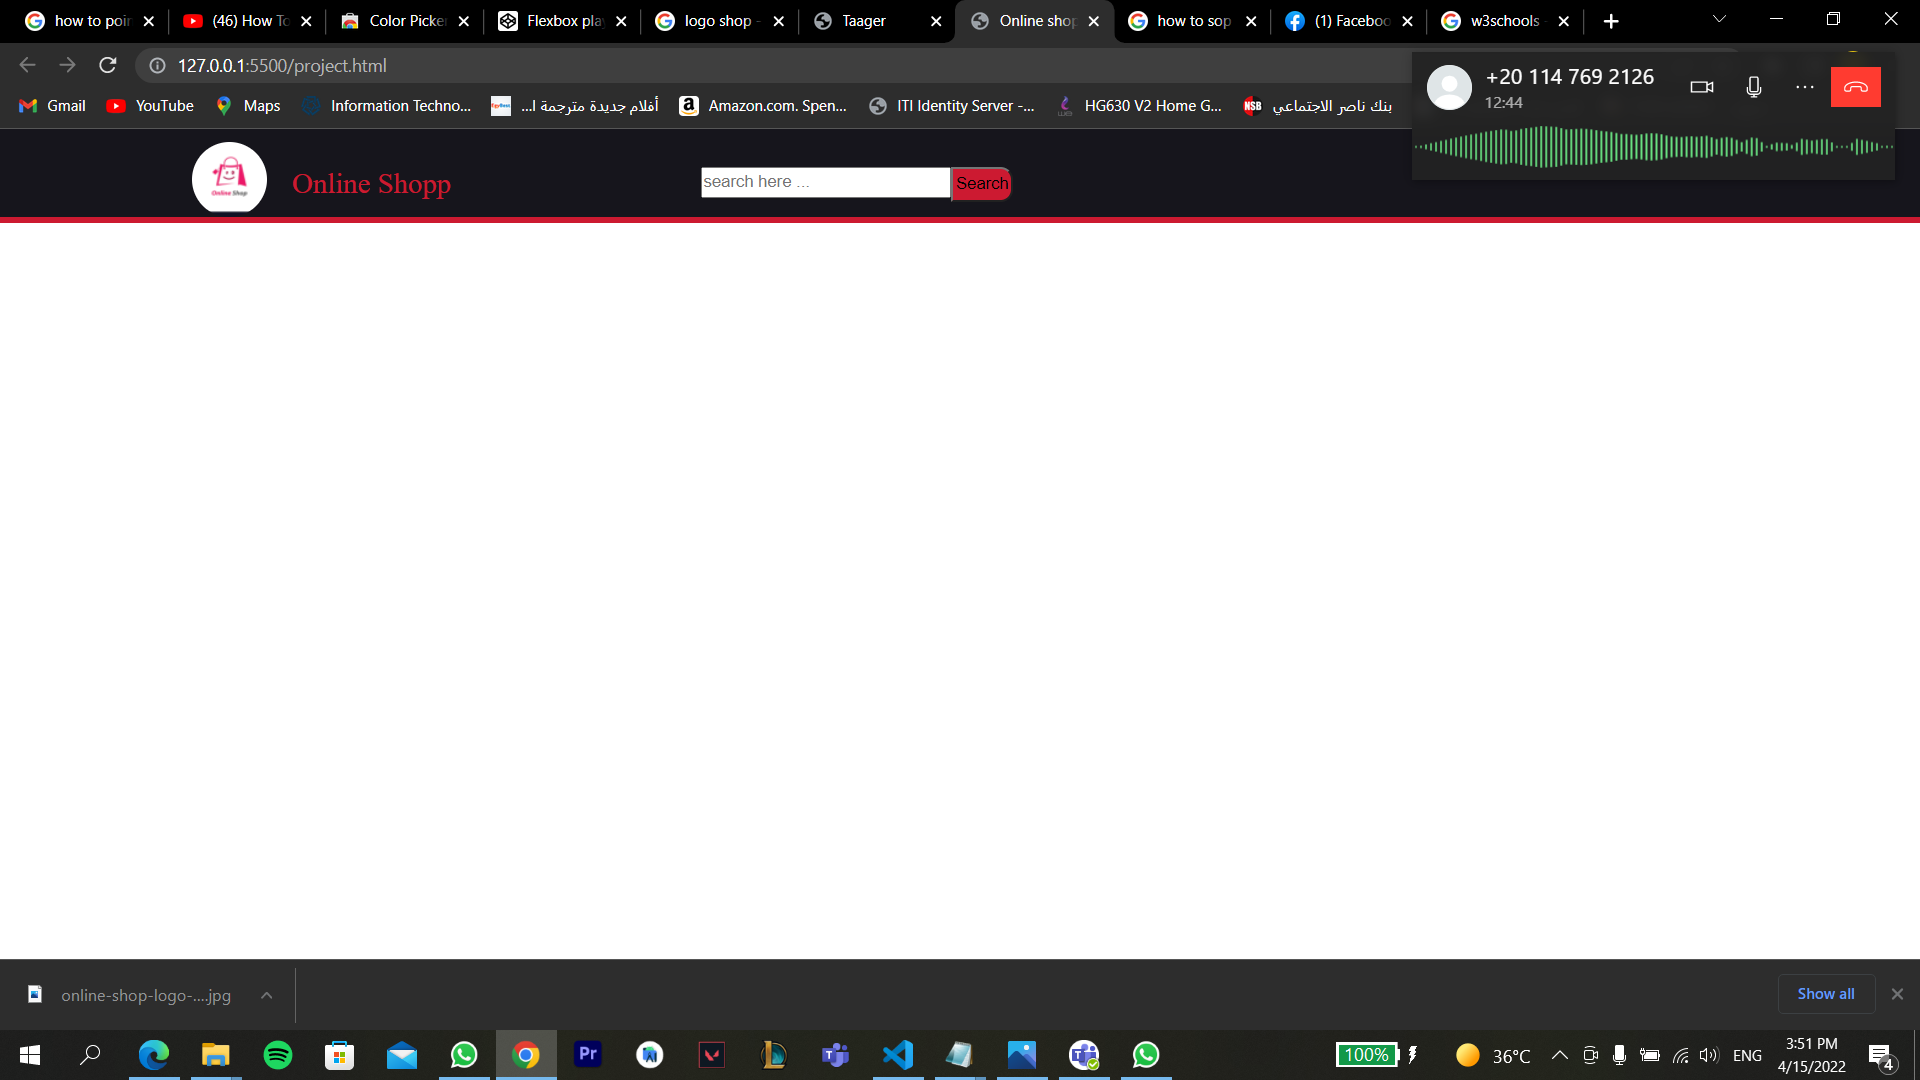 how to poin
(46) How To
Color Picker
Flexbox play
logo shop -
Taager
Online shop
how to sop
(1) Faceboo
w3schools -
127.0.0.1:5500/project.html
Gmail
YouTube
Maps
Information Techno...
أفلام جديدة مترجمة ا...
Amazon.com. Spen...
ITI Identity Server -...
HG630 V2 Home G...
NSB
بنك ناصر الاجتماعي
+20 114 769 2126
12:44
Online Shop
Online Shopp
search here ...
Search
online-shop-logo-....jpg
Show all
Pr
100%
36°C
ENG
3:51 PM
4/15/2022
4